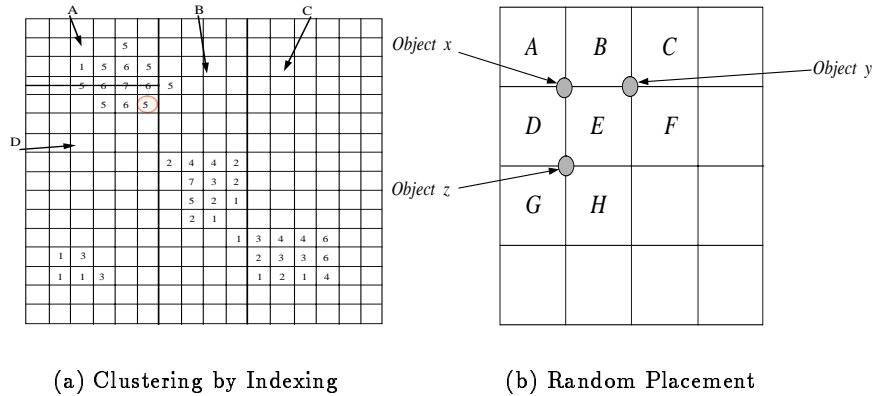 A B C
5
1 5 6 5
5 6 7 6 5
5 6 5
D
2 4 4 2
7 3 2
5 2 1
2 1
1 3 4 4 6
1 3 2 3 3 6
1 1 3 1 2 1 4
(a) Clustering by Indexing
Object x A B C
Object y
D E F
Object z
G H
(b) Random Placement